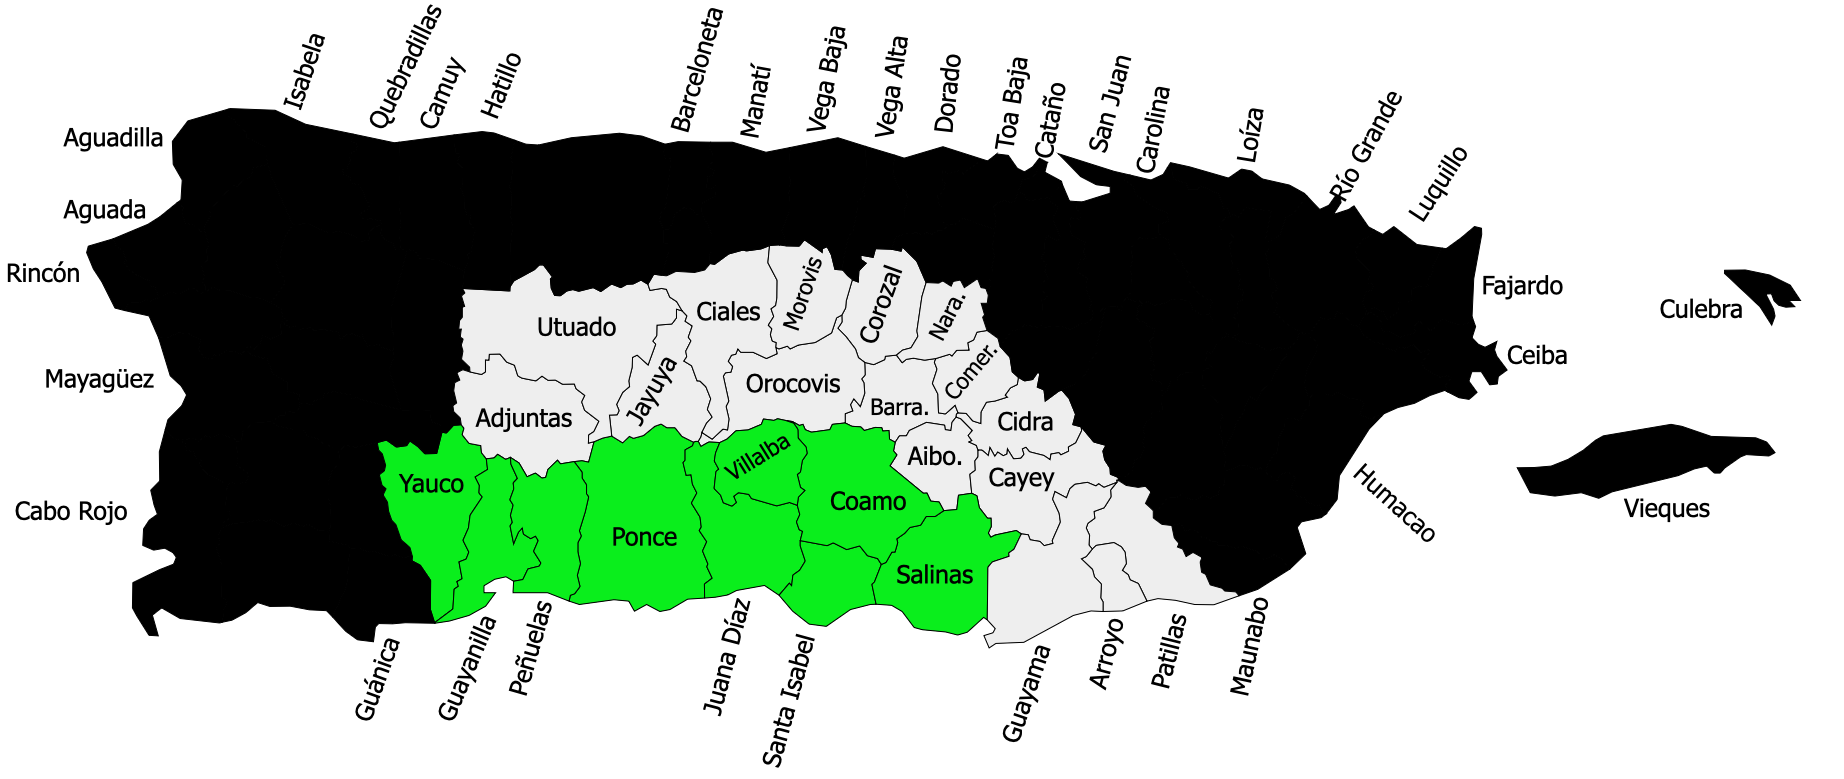 Isabela
Quebradillas
Camuy
Hatillo
Barceloneta
Manatí
Vega Baja
Vega Alta
Dorado
Toa Baja
Cataño
San Juan
Carolina
Loíza
Río Grande
Luquillo
Aguadilla
Aguada
Rincón
Mayagüez
Cabo Rojo
Fajardo
Culebra
Ceiba
Vieques
Humacao
Utuado
Ciales
Morovis
Corozal
Nara.
Jayuya
Orocovis
Comer.
Adjuntas
Barra.
Cidra
Aibo.
Cayey
Yauco
Villalba
Coamo
Ponce
Salinas
Guánica
Guayanilla
Peñuelas
Juana Díaz
Santa Isabel
Guayama
Arroyo
Patillas
Maunabo